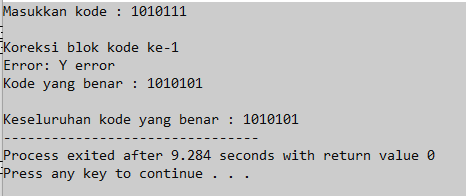 Masukkan kode : 1010111
Koreksi blok kode ke-1
Error: Y error
Kode yang benar : 1010101
Keseluruhan kode yang benar : 1010101
--------------------------------
Process exited after 9.284 seconds with return value 0
Press any key to continue . . .